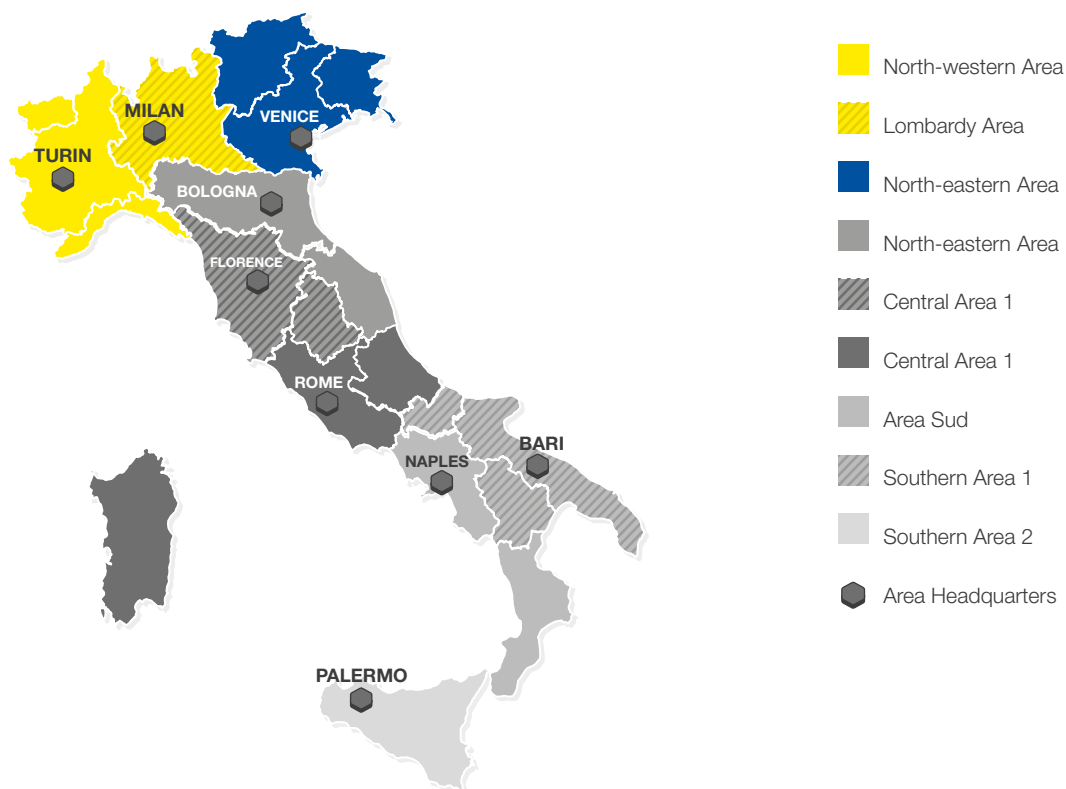 MILAN
VENICE
TURIN
BOLOGNA
FLORENCE
ROME
BARI
NAPLES
PALERMO
North-western Area
Lombardy Area
North-eastern Area
North-eastern Area
Central Area 1
Central Area 1
Area Sud
Southern Area 1
Southern Area 2
Area Headquarters